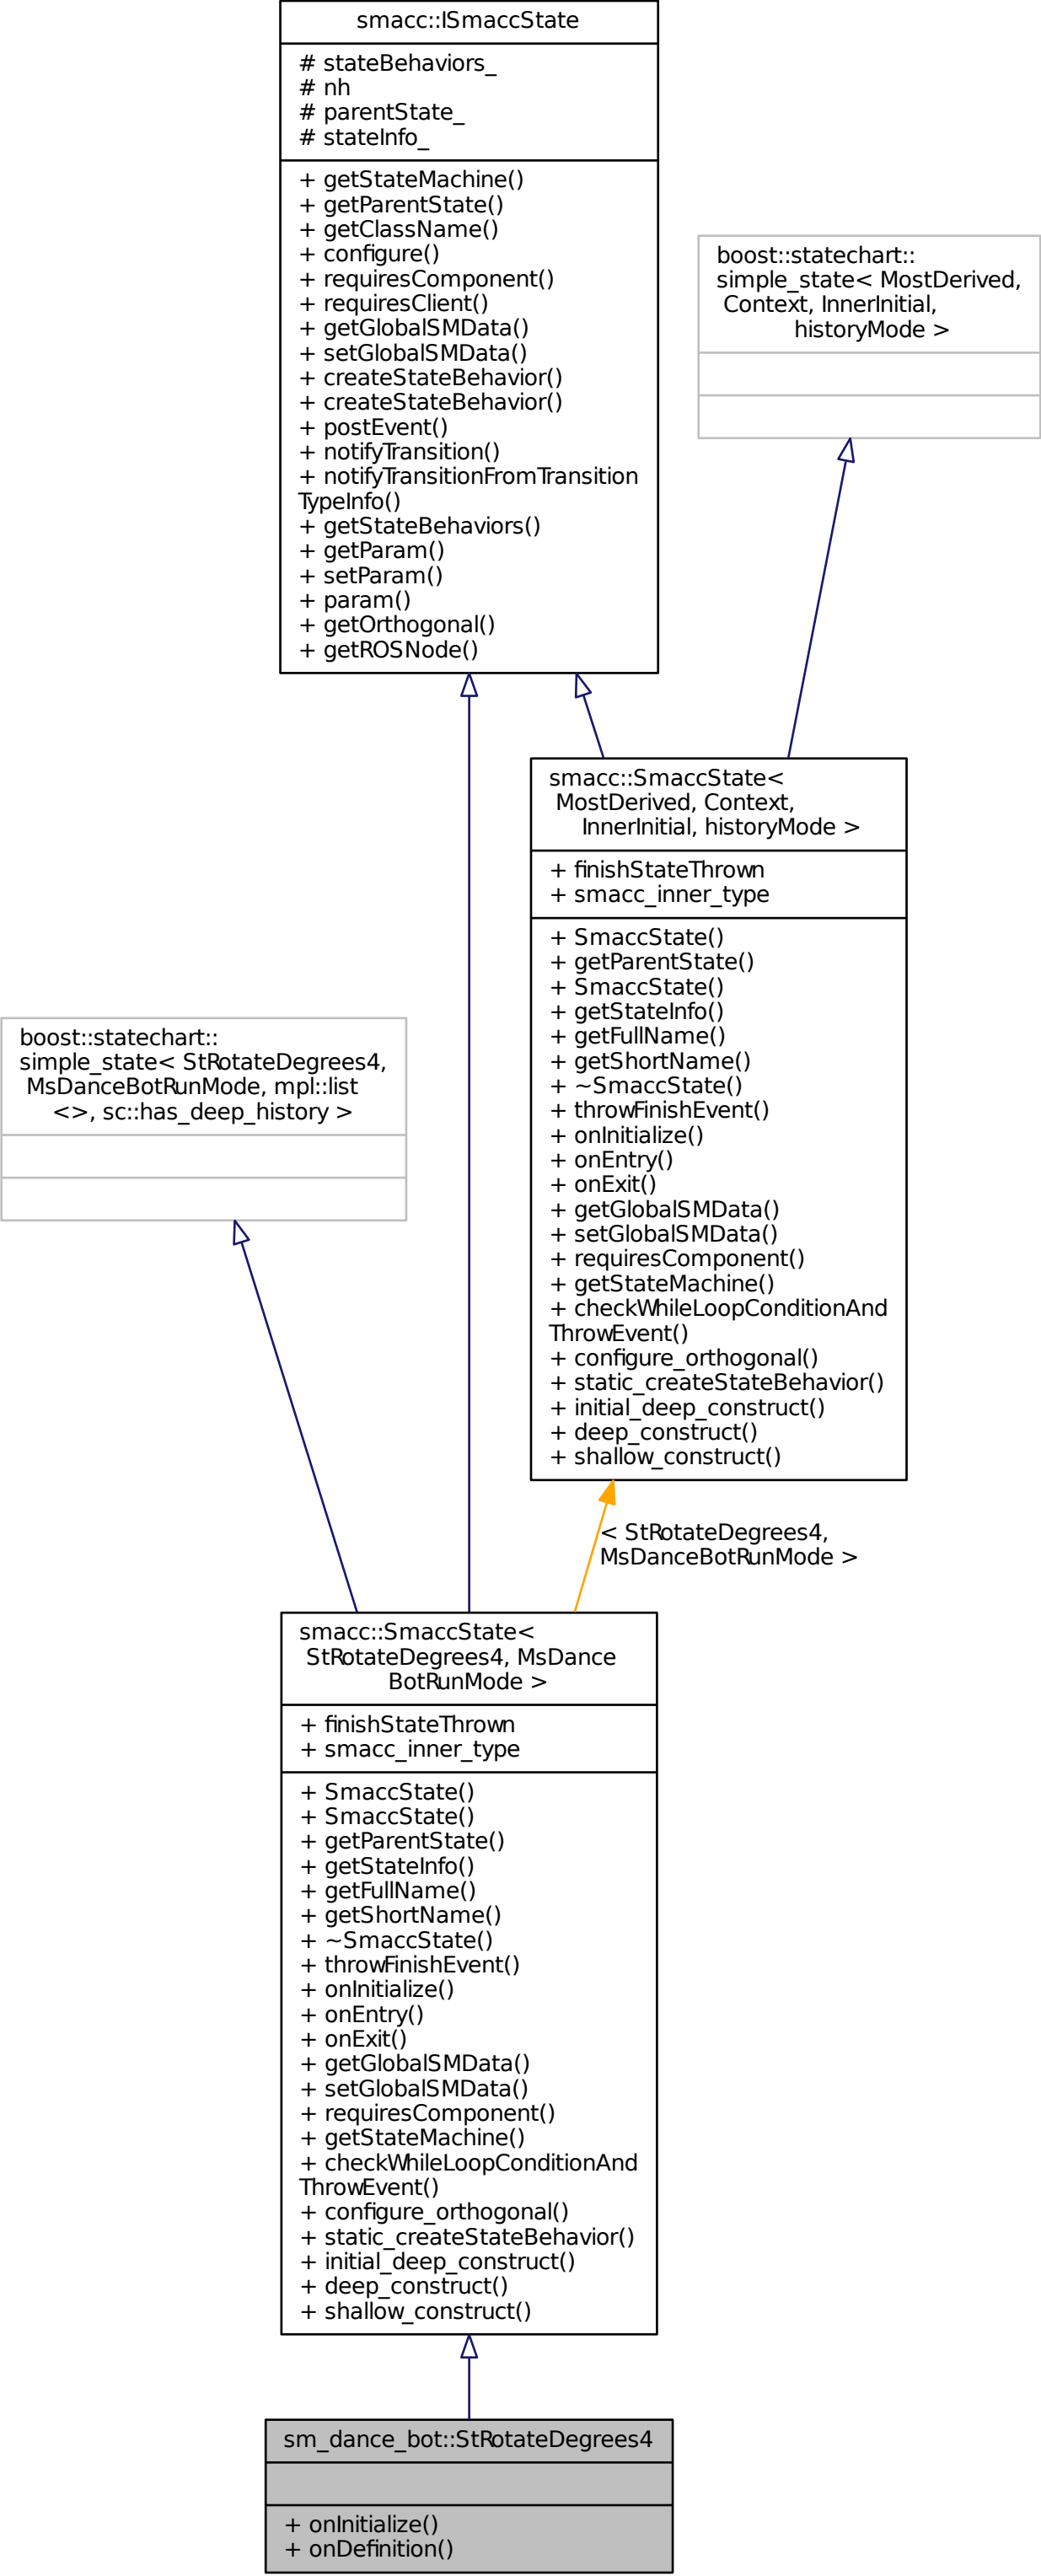 smacc::ISmaccState
# stateBehaviors_
# nh
# parentState_
# stateInfo_
+ getStateMachine()
+ getParentState()
+ getClassName()
+ configure()
+ requiresComponent()
+ requiresClient()
+ getGlobalSMData()
+ setGlobalSMData()
+ createStateBehavior()
+ createStateBehavior()
+ postEvent()
+ notifyTransition()
+ notifyTransitionFromTransition
TypeInfo()
+ getStateBehaviors()
+ getParam()
+ setParam()
+ param()
+ getOrthogonal()
+ getROSNode()
boost::statechart::
simple_state< MostDerived,
Context, InnerInitial,
historyMode >
smacc::SmaccState<
MostDerived, Context,
InnerInitial, historyMode >
+ finishStateThrown
+ smacc_inner_type
+ SmaccState()
+ getParentState()
+ SmaccState()
+ getStateInfo()
+ getFullName()
+ getShortName()
+ ~SmaccState()
+ throwFinishEvent()
+ onInitialize()
+ onEntry()
+ onExit()
+ getGlobalSMData()
+ setGlobalSMData()
+ requiresComponent()
+ getStateMachine()
+ checkWhileLoopConditionAnd
ThrowEvent()
+ configure_orthogonal()
+ static_createStateBehavior()
+ initial_deep_construct()
+ deep_construct()
+ shallow_construct()
boost::statechart::
simple_state< StRotateDegrees4,
MsDanceBotRunMode, mpl::list
<>, sc::has_deep_history >
< StRotateDegrees4,
MsDanceBotRunMode >
smacc::SmaccState<
StRotateDegrees4, MsDance
BotRunMode >
+ finishStateThrown
+ smacc_inner_type
+ SmaccState()
+ SmaccState()
+ getParentState()
+ getStateInfo()
+ getFullName()
+ getShortName()
+ ~SmaccState()
+ throwFinishEvent()
+ onInitialize()
+ onEntry()
+ onExit()
+ getGlobalSMData()
+ setGlobalSMData()
+ requiresComponent()
+ getStateMachine()
+ checkWhileLoopConditionAnd
ThrowEvent()
+ configure_orthogonal()
+ static_createStateBehavior()
+ initial_deep_construct()
+ deep_construct()
+ shallow_construct()
sm_dance_bot::StRotateDegrees4
+ onInitialize()
+ onDefinition()